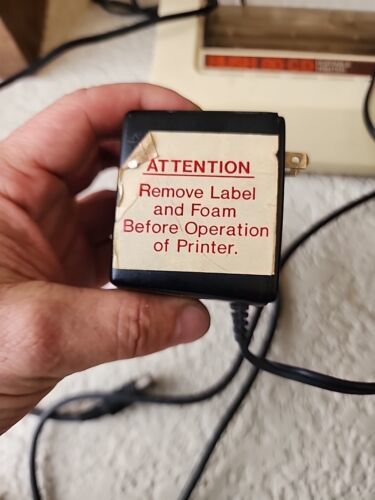 ATTENTION
Remove Label
and Foam
Before Operation
of Printer.